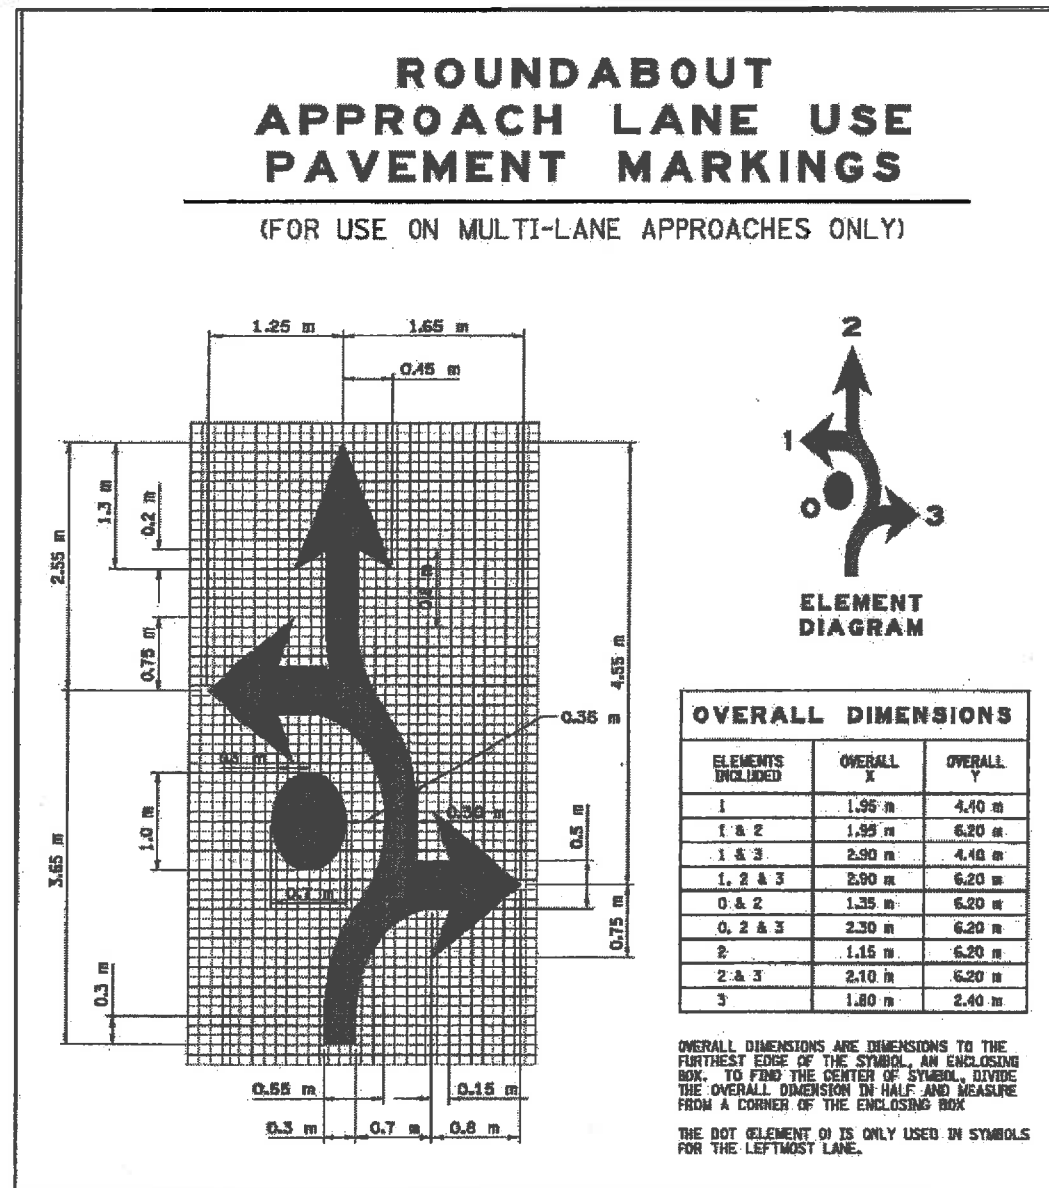 ROUNDABOUT
APPROACH LANE USE
PAVEMENT MARKINGS
(FOR USE ON MULTI-LANE APPROACHES ONLY)
1.25 m
1.65 m
0.45 m
1.3 m
0.2 m
2.55 m
0.75 m
4.55 m
0.35 m
0.30 m
1.0 m
0.5 m
3.65 m
0.7 m
0.75 m
0.3 m
0.55 m
0.15 m
0.3 m
0.7 m
0.8 m
2
1
0
3
ELEMENT
DIAGRAM
OVERALL DIMENSIONS
ELEMENTS INCLUDED OVERALL X OVERALL Y
1 1.95 m 4.40 m
1 & 2 1.95 m 6.20 m
1 & 3 2.90 m 4.40 m
1, 2 & 3 2.90 m 6.20 m
0 & 2 1.35 m 6.20 m
0, 2 & 3 2.30 m 6.20 m
2 1.15 m 6.20 m
2 & 3 2.10 m 6.20 m
3 1.80 m 2.40 m
OVERALL DIMENSIONS ARE DIMENSIONS TO THE
FURTHEST EDGE OF THE SYMBOL, AN ENCLOSING
BOX. TO FIND THE CENTER OF SYMBOL, DIVIDE
THE OVERALL DIMENSION IN HALF AND MEASURE
FROM A CORNER OF THE ENCLOSING BOX
THE DOT (ELEMENT 0) IS ONLY USED IN SYMBOLS
FOR THE LEFTMOST LANE.